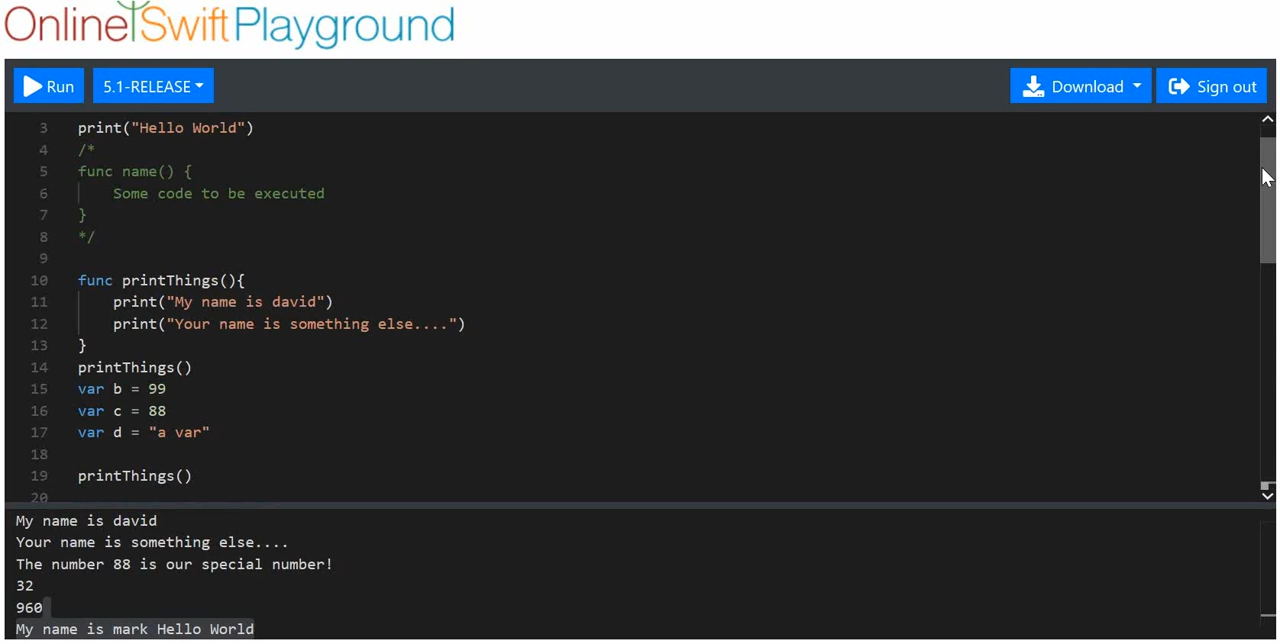 Online Swift Playground
Run 5.1-RELEASE Download Sign out
3 print("Hello World")
4 /*
5 func name() {
6 Some code to be executed
7 }
8 */
9
10 func printThings(){
11 print("My name is david")
12 print("Your name is something else....")
13 }
14 printThings()
15 var b = 99
16 var c = 88
17 var d = "a var"
18
19 printThings()
20
My name is david
Your name is something else....
The number 88 is our special number!
32
960
My name is mark Hello World